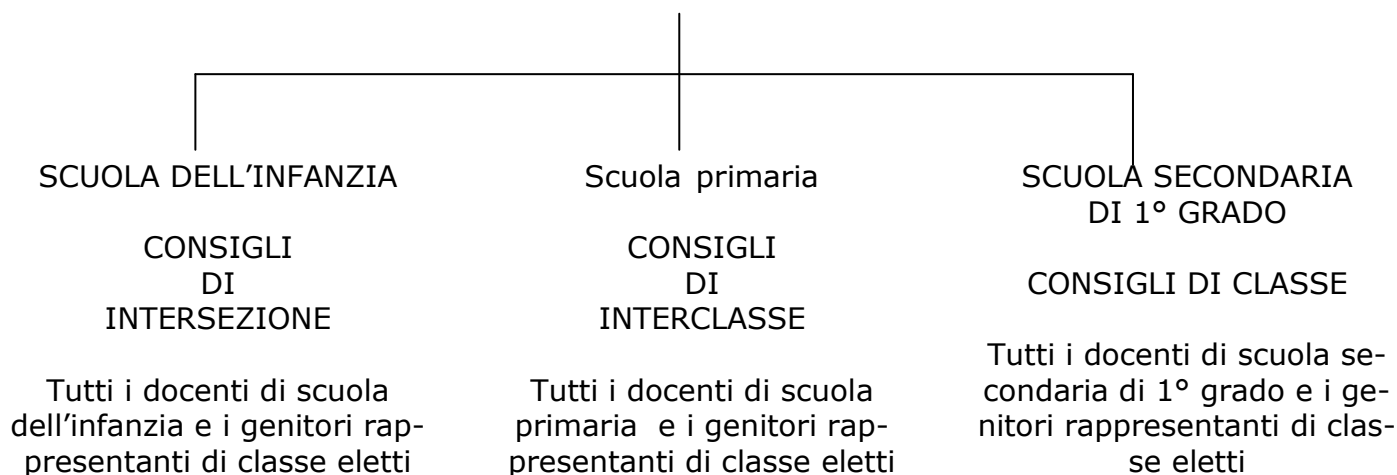 SCUOLA DELL'INFANZIA
CONSIGLI
DI
INTERSEZIONE
Tutti i docenti di scuola
dell'infanzia e i genitori rap-
presentanti di classe eletti
Scuola primaria
CONSIGLI
DI
INTERCLASSE
Tutti i docenti di scuola
primaria e i genitori rap-
presentanti di classe eletti
SCUOLA SECONDARIA
DI 1° GRADO
CONSIGLI DI CLASSE
Tutti i docenti di scuola se-
condaria di 1° grado e i ge-
nitori rappresentanti di clas-
se eletti